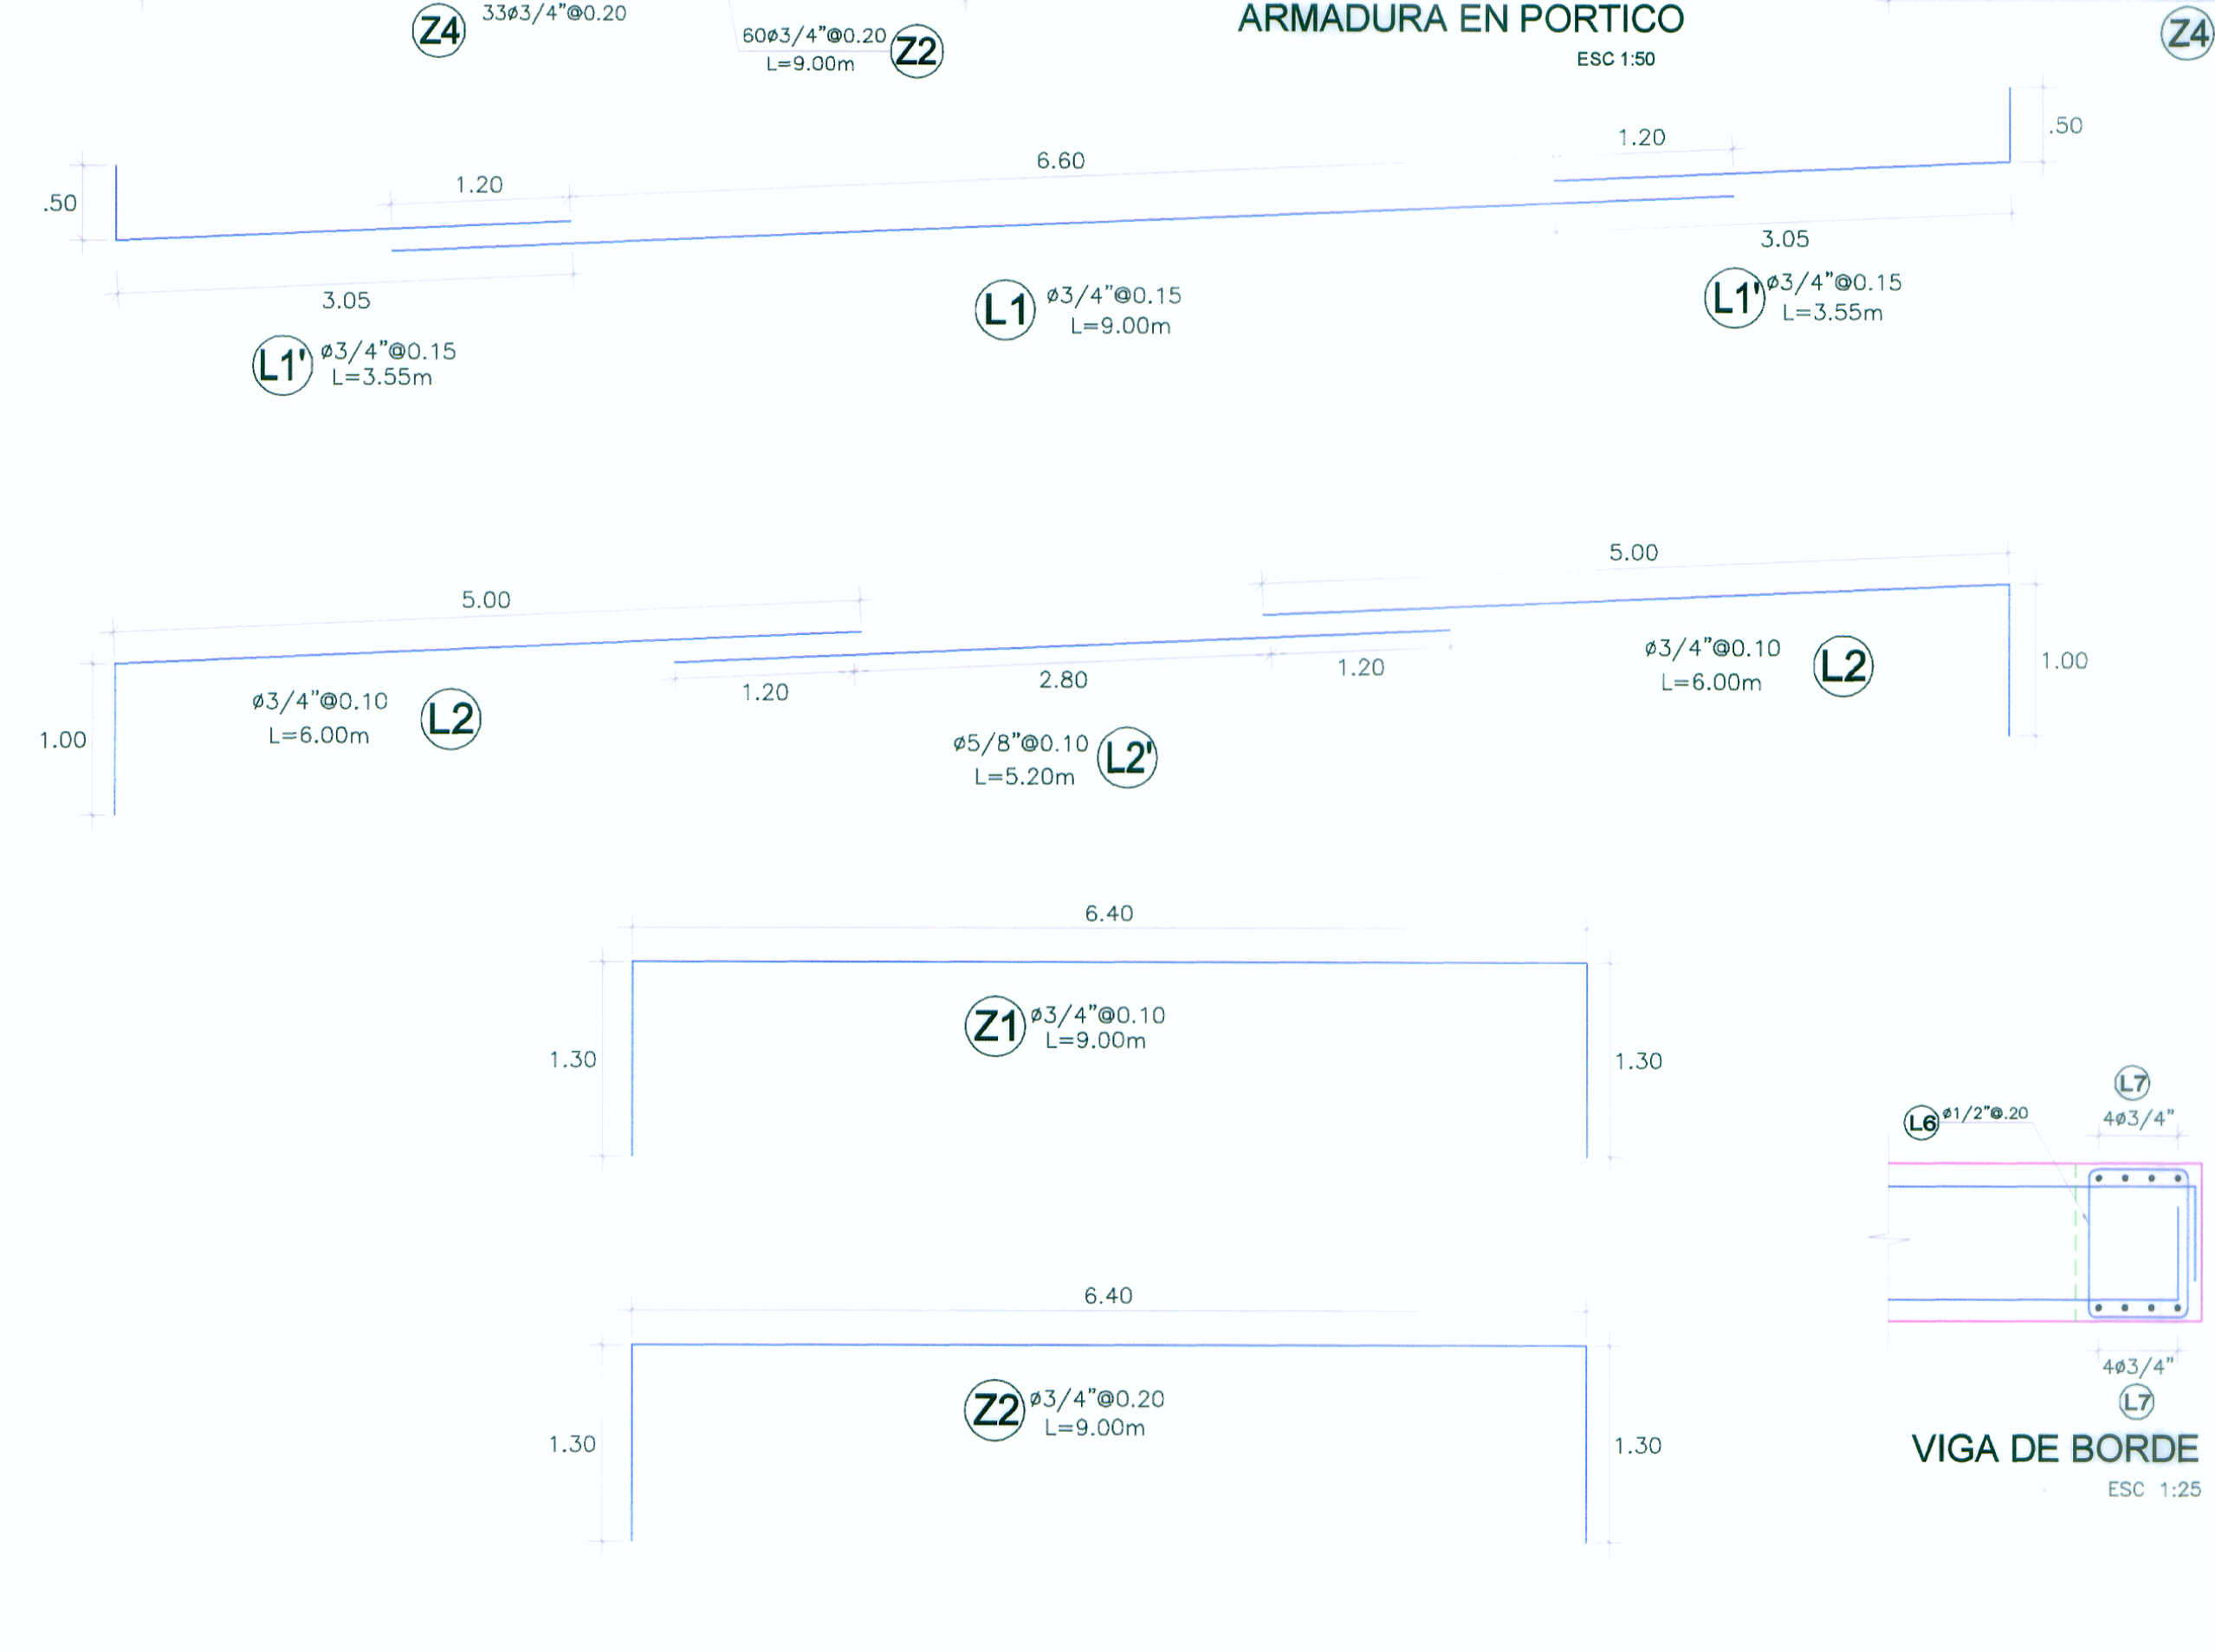 Z4 33ø3/4"@0.20
60ø3/4"@0.20 Z2
L=9.00m
ARMADURA EN PORTICO
ESC 1:50
Z4
.50
1.20
6.60
1.20
.50
3.05
3.05
L1' ø3/4"@0.15
L=3.55m
L1 ø3/4"@0.15
L=9.00m
L1' ø3/4"@0.15
L=3.55m
5.00
5.00
1.00
ø3/4"@0.10 L2
L=6.00m
1.20
2.80
1.20
ø5/8"@0.10 L2'
L=5.20m
ø3/4"@0.10 L2
L=6.00m
1.00
6.40
1.30
Z1 ø3/4"@0.10
L=9.00m
1.30
6.40
1.30
Z2 ø3/4"@0.20
L=9.00m
1.30
L7
4ø3/4"
L6 ø1/2"@.20
4ø3/4"
L7
VIGA DE BORDE
ESC 1:25